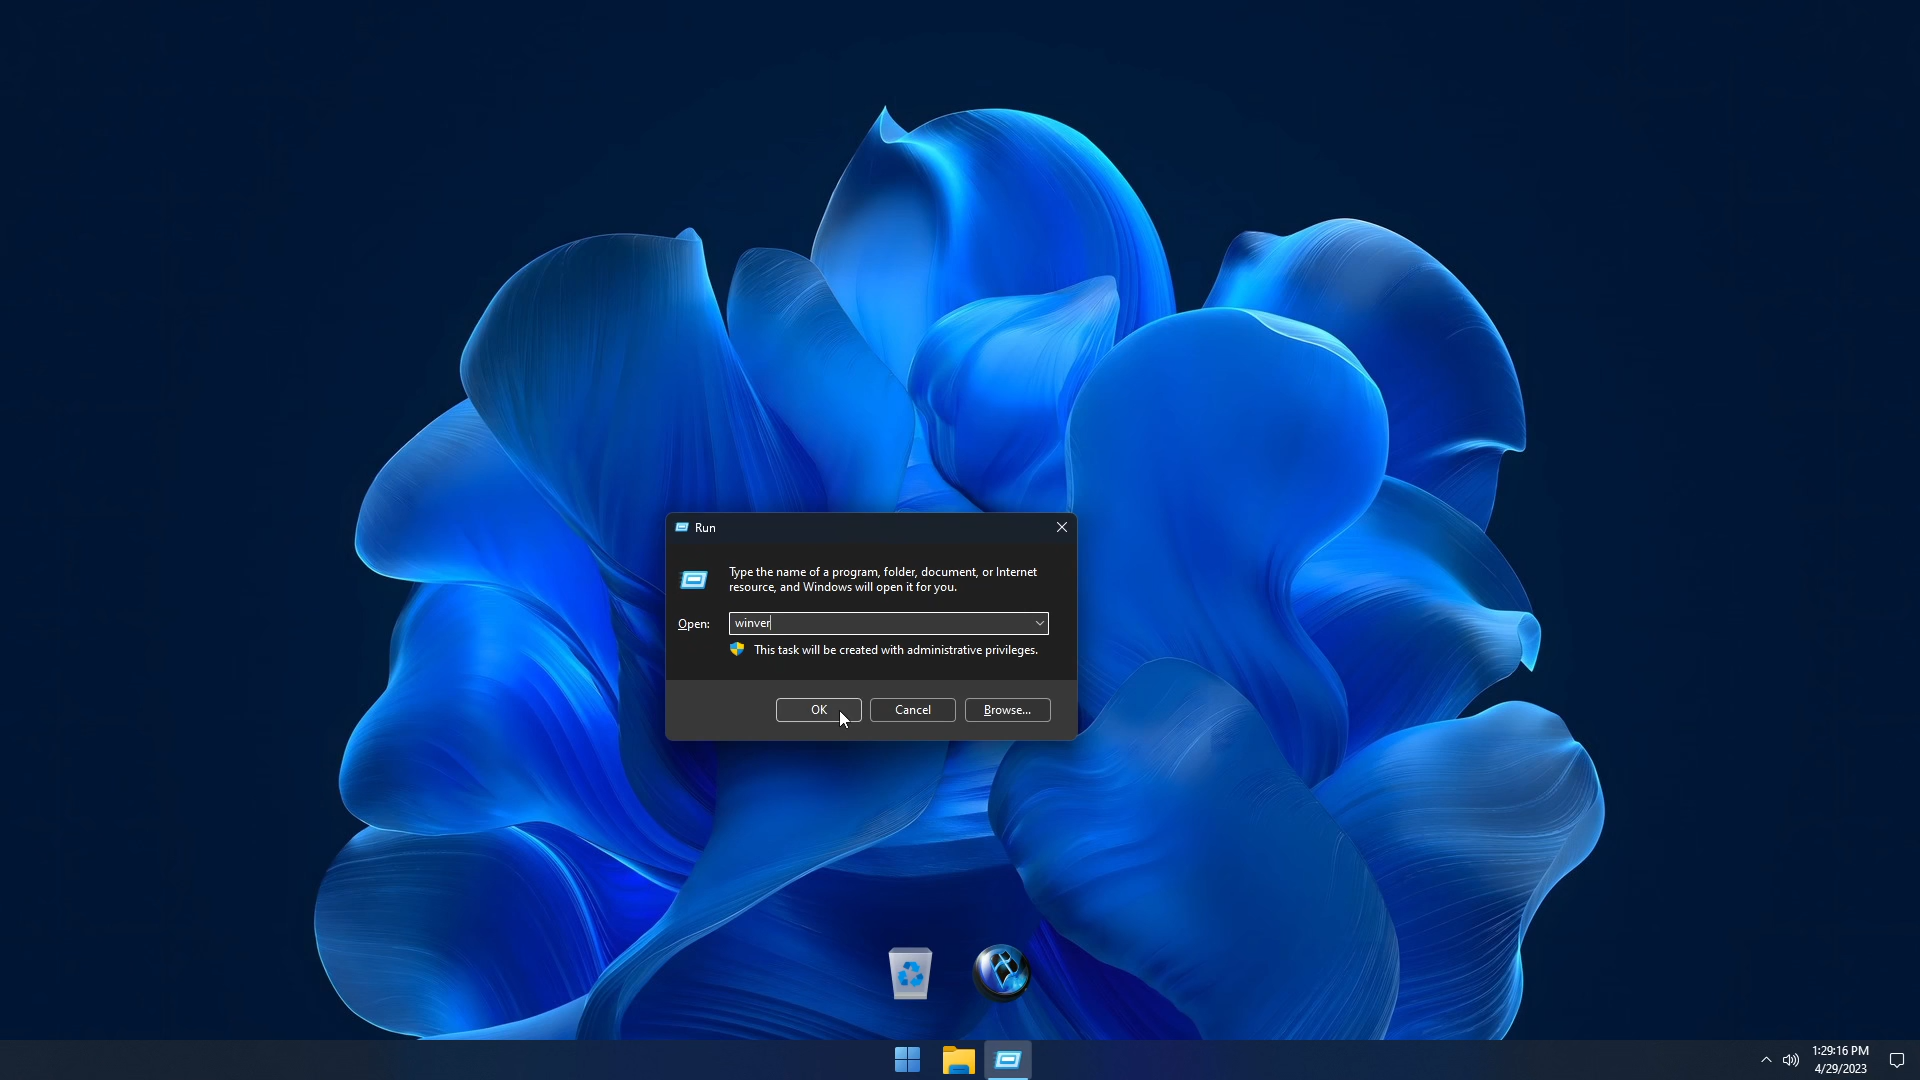 Run
Type the name of a program, folder, document, or Internet
resource, and Windows will open it for you.
Open:
winver
This task will be created with administrative privileges.
OK
Cancel
Browse...
1:29:16 PM
4/29/2023